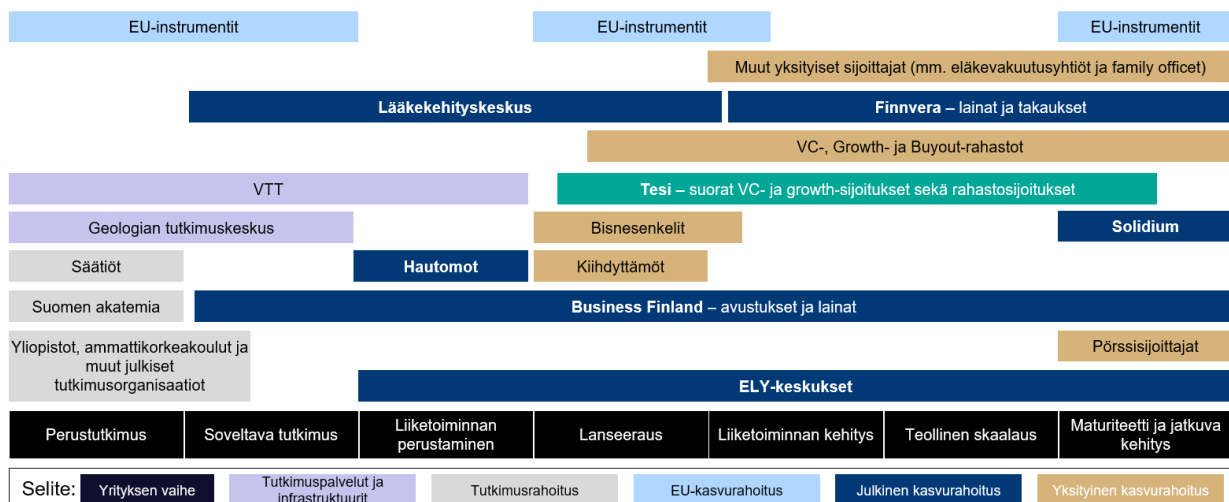 EU-instrumentit
EU-instrumentit
EU-instrumentit
Muut yksityiset sijoittajat (mm. eläkevakuutusyhtiöt ja family officet)
Lääkekehityskeskus
Finnvera – lainat ja takaukset
VC-, Growth- ja Buyout-rahastot
VTT
Tesi – suorat VC- ja growth-sijoitukset sekä rahastosijoitukset
Geologian tutkimuskeskus
Bisnesenkelit
Solidium
Säätiöt
Hautomot
Kiihdyttämöt
Suomen akatemia
Business Finland – avustukset ja lainat
Yliopistot, ammattikorkeakoulut ja
muut julkiset
tutkimusorganisaatiot
Pörssisijoittajat
ELY-keskukset
Perustutkimus
Soveltava tutkimus
Liiketoiminnan
perustaminen
Lanseeraus
Liiketoiminnan kehitys
Teollinen skaalaus
Maturiteetti ja jatkuva
kehitys
Selite:
Yrityksen vaihe
Tutkimuspalvelut ja
infrastruktuurit
Tutkimusrahoitus
EU-kasvurahoitus
Julkinen kasvurahoitus
Yksityinen kasvurahoitus